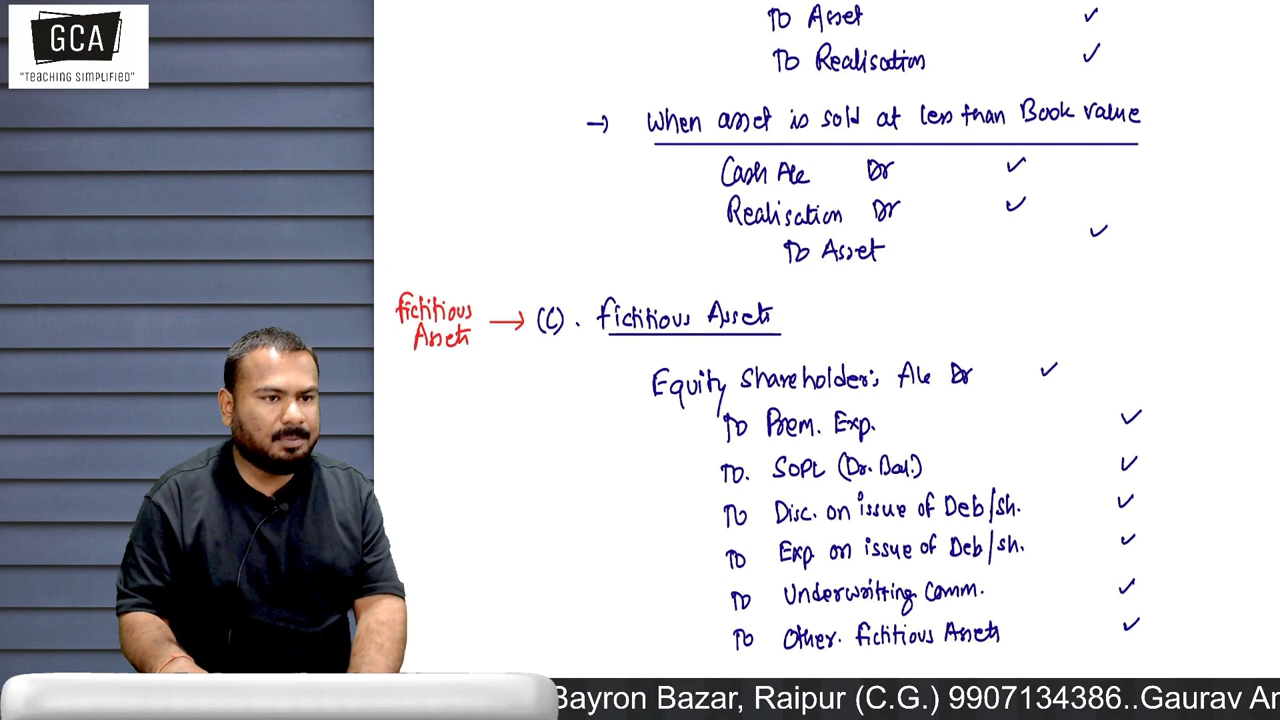 GCA
"TEACHING SIMPLIFIED"
To Asset ✓
To Realisation ✓
→ When asset is sold at less than Book value
Cash A/c Dr ✓
Realisation Dr ✓
To Asset ✓
fictitious Assets → (C). fictitious Assets
Equity shareholder's A/c Dr ✓
To Prem. Exp. ✓
To. SOPL (Dr. Bal.) ✓
To Disc. on issue of Deb/sh. ✓
To Exp on issue of Deb/sh. ✓
To Underwritting Comm. ✓
To Other. fictitious Assets ✓
Bayron Bazar, Raipur (C.G.) 9907134386..Gaurav Ar